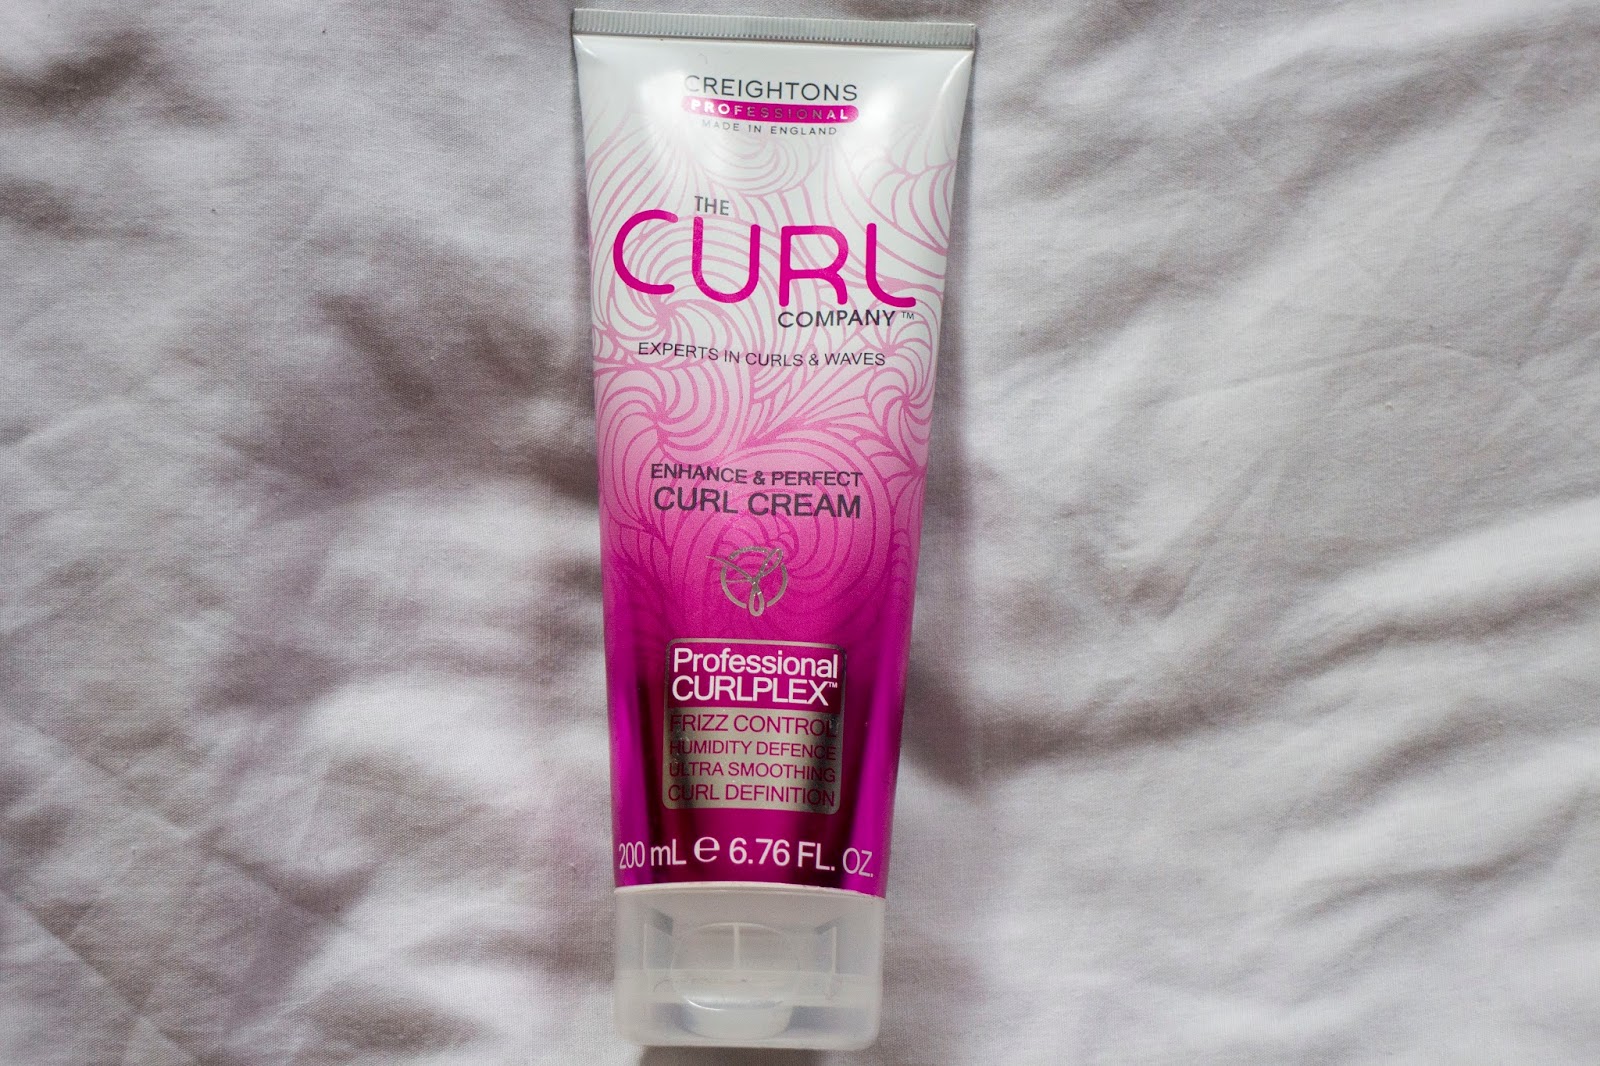 CREIGHTONS
PROFESSIONAL
MADE IN ENGLAND
THE
CURL
COMPANY™
EXPERTS IN CURLS & WAVES
ENHANCE & PERFECT
CURL CREAM
Professional
CURLPLEX™
FRIZZ CONTROL
HUMIDITY DEFENCE
ULTRA SMOOTHING
CURL DEFINITION
200 mL ℮ 6.76 FL. OZ.